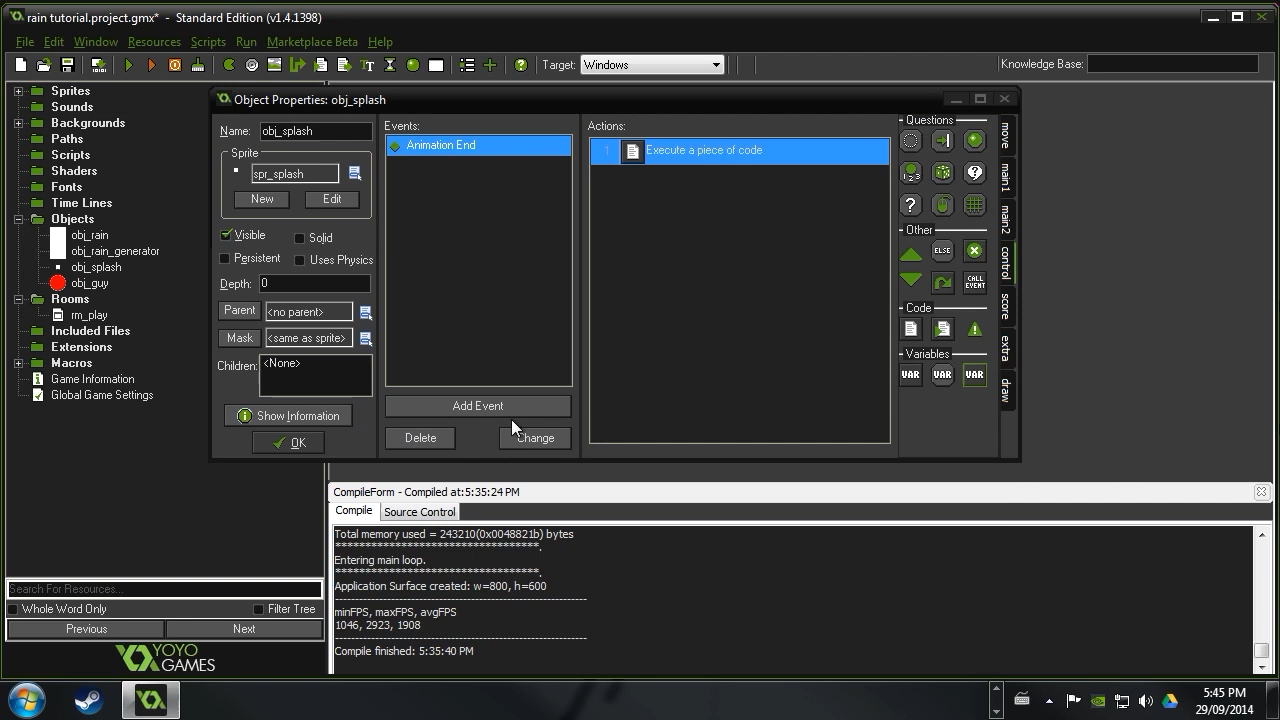 rain tutorial.project.gmx* - Standard Edition (v1.4.1398)
File Edit Window Resources Scripts Run Marketplace Beta Help
Target: Windows Knowledge Base:
Sprites
Sounds
Backgrounds
Paths
Scripts
Shaders
Fonts
Time Lines
Objects
obj_rain
obj_rain_generator
obj_splash
obj_guy
Rooms
rm_play
Included Files
Extensions
Macros
Game Information
Global Game Settings
Search For Resources...
Whole Word Only Filter Tree
Previous Next
YOYO
GAMES
Object Properties: obj_splash
Name: obj_splash
Sprite
spr_splash
New Edit
Visible Solid
Persistent Uses Physics
Depth: 0
Parent <no parent>
Mask <same as sprite>
Children: <None>
Show Information
OK
Events:
Animation End
Add Event
Delete Change
Actions:
1 Execute a piece of code
Questions
1 2 3
?
?
Other
ELSE
CALL
EVENT
Code
Variables
VAR VAR VAR
move
main1
main2
control
score
extra
draw
CompileForm - Compiled at:5:35:24 PM
Compile Source Control
Total memory used = 243210(0x0048821b) bytes
**********************************.
Entering main loop.
**********************************.
Application Surface created: w=800, h=600
---------------------------------------------------------------
minFPS, maxFPS, avgFPS
1046, 2923, 1908
---------------------------------------------------------------
Compile finished: 5:35:40 PM
5:45 PM
29/09/2014